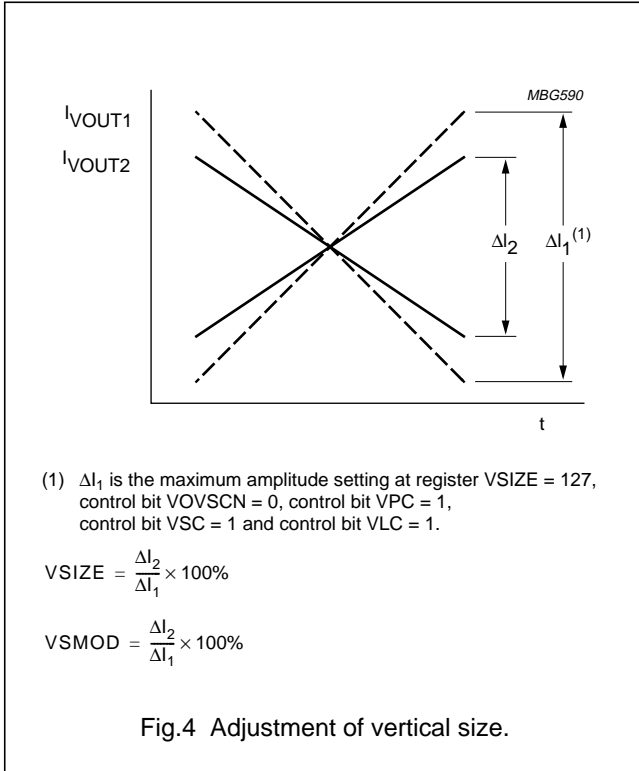 MBG590
I VOUT1
I VOUT2
ΔI2
ΔI1(1)
t
(1) ΔI1 is the maximum amplitude setting at register VSIZE = 127,
control bit VOVSCN = 0, control bit VPC = 1,
control bit VSC = 1 and control bit VLC = 1.
VSIZE = ΔI2/ΔI1 × 100%
VSMOD = ΔI2/ΔI1 × 100%
Fig.4 Adjustment of vertical size.